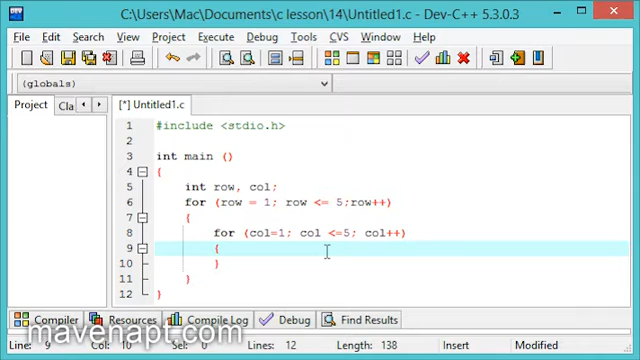 C:\Users\Mac\Documents\c lesson\14\Untitled1.c - Dev-C++ 5.3.0.3
File Edit Search View Project Execute Debug Tools CVS Window Help
(globals)
Project Cla [*] Untitled1.c
1 #include <stdio.h>
2
3 int main ()
4 {
5 int row, col;
6 for (row = 1; row <= 5;row++)
7 {
8 for (col=1; col <=5; col++)
9 {
10 }
11 }
12 }
Compiler Resources Compile Log Debug Find Results
mavenapt.com
Line: 9 Col: 10 Sel: 0 Lines: 12 Length: 138 Insert Modified